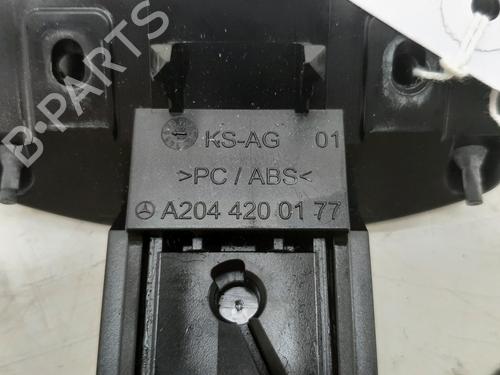 B-PARTS
KS-AG 01
>PC / ABS<
A204 420 01 77